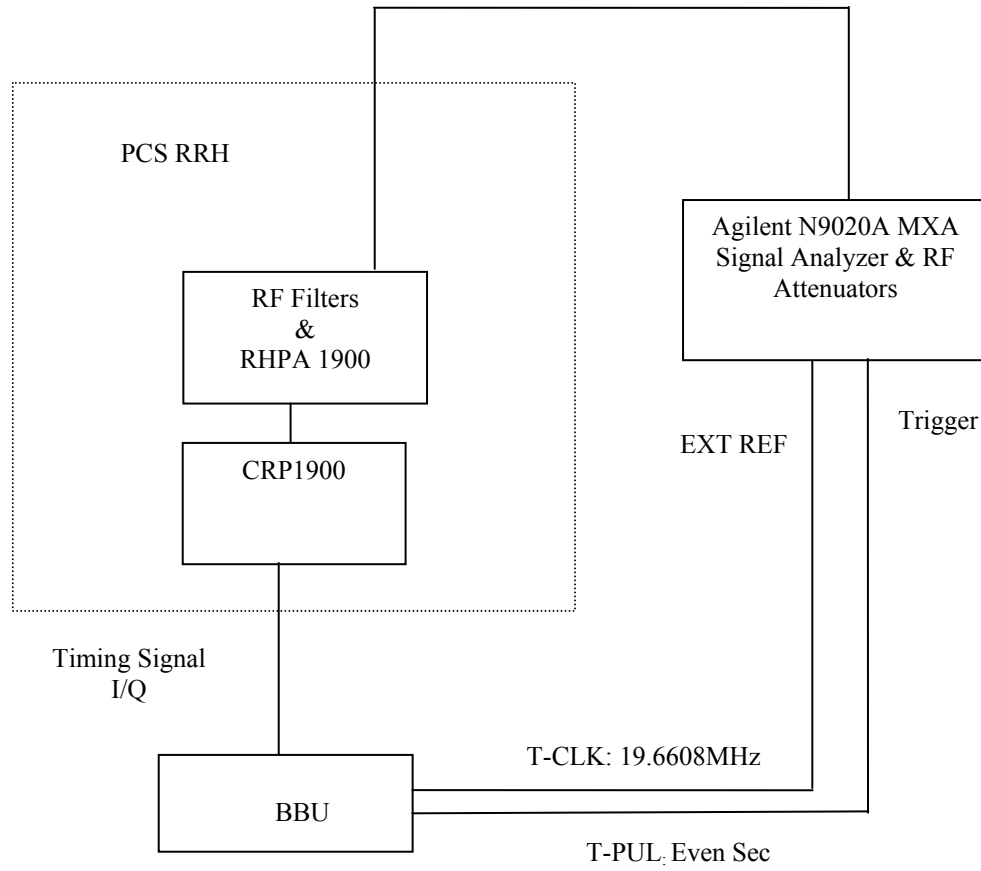 PCS RRH
Agilent N9020A MXA
Signal Analyzer & RF
Attenuators
RF Filters
&
RHPA 1900
Trigger
EXT REF
CRP1900
Timing Signal
I/Q
T-CLK: 19.6608MHz
BBU
T-PUL: Even Sec